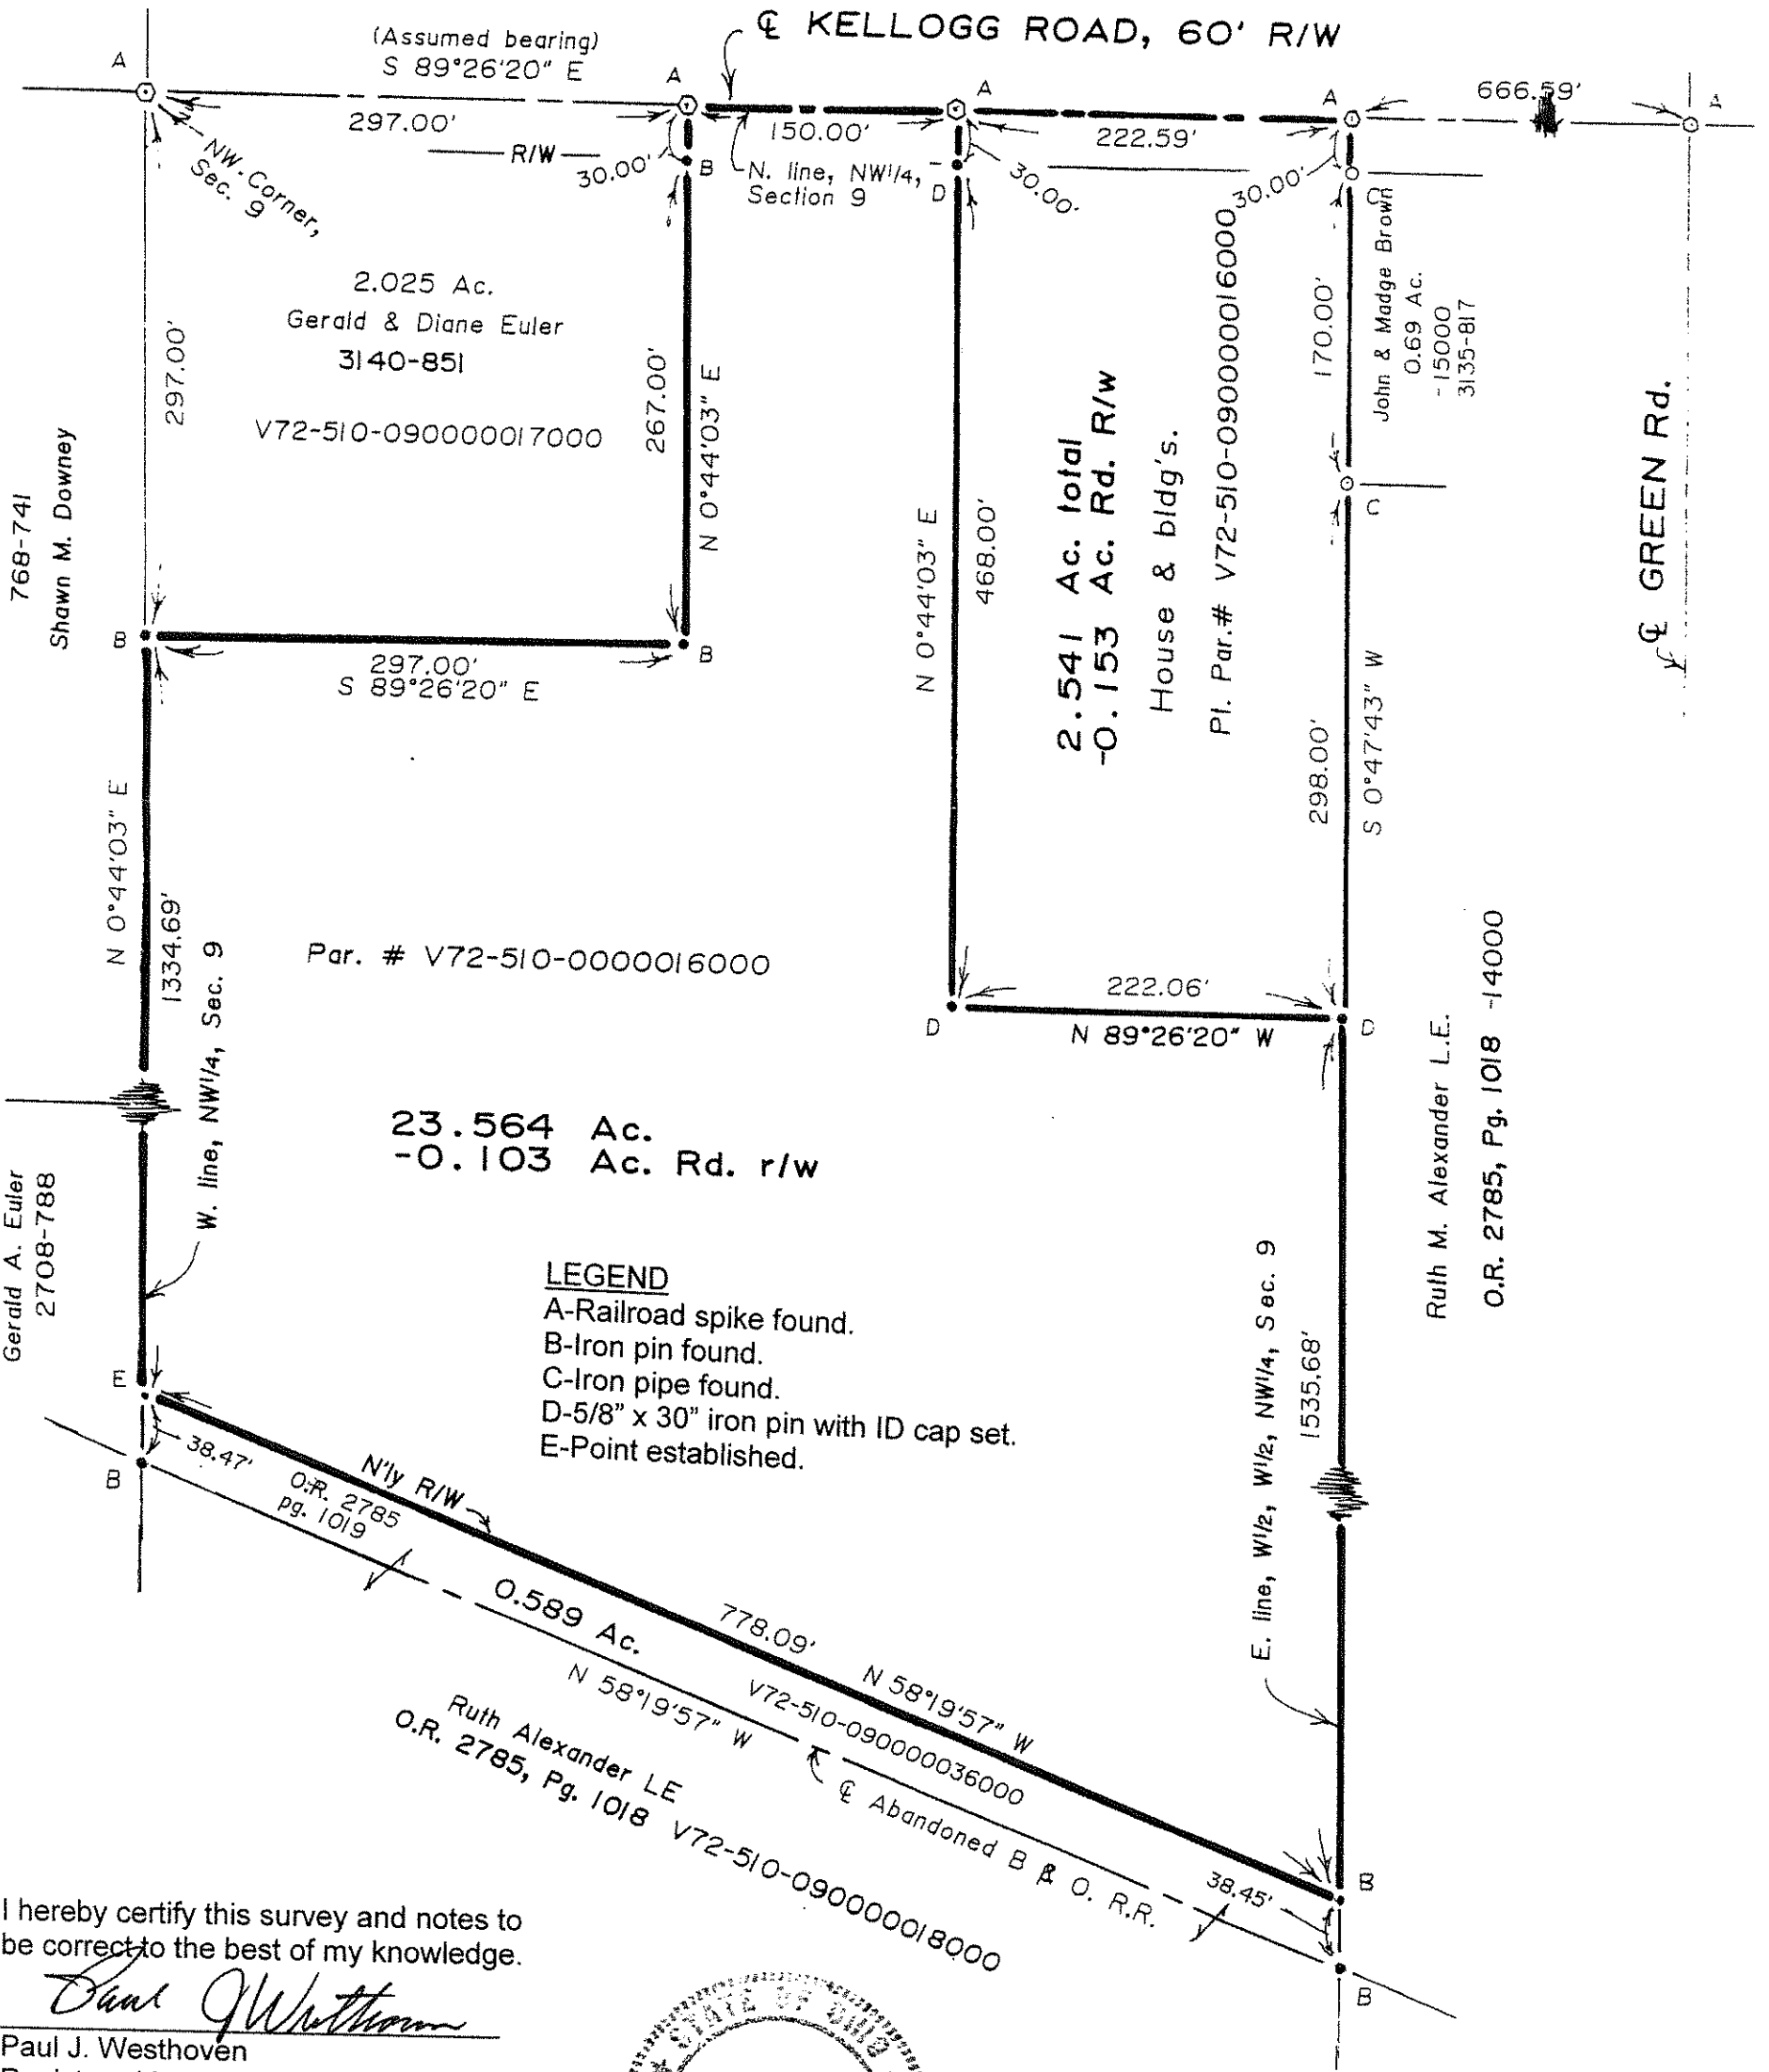 ℄ KELLOGG ROAD, 60' R/W
(Assumed bearing)
S 89°26'20" E
A
A
A
A
A
666.59'
297.00'
150.00'
222.59'
R/W
30.00'
B
N. line, NW1/4,
Section 9
D
30.00'
30.00'
C
NW. Corner,
Sec. 9
2.025 Ac.
Gerald & Diane Euler
3140-851
V72-510-090000017000
297.00'
267.00'
N 0°44'03" E
768-741
Shawn M. Downey
B
297.00'
S 89°26'20" E
B
N 0°44'03" E
468.00'
2.541 Ac. total
-0.153 Ac. Rd. R/w
House & bldg's.
Pl. Par.# V72-510-090000016000
170.00'
John & Madge Brown
0.69 Ac.
-15000
3135-817
C
℄ GREEN Rd.
298.00'
S 0°47'43" W
N 0°44'03" E
1334.69'
W. line, NW1/4, Sec. 9
Par. # V72-510-0000016000
222.06'
D
N 89°26'20" W
D
Ruth M. Alexander L.E.
O.R. 2785, Pg. 1018 -14000
23.564 Ac.
-0.103 Ac. Rd. r/w
Gerald A. Euler
2708-788
LEGEND
A-Railroad spike found.
B-Iron pin found.
C-Iron pipe found.
D-5/8" x 30" iron pin with ID cap set.
E-Point established.
E. line, W1/2, W1/2, NW1/4, Sec. 9
1535.68'
E
B
38.47'
O.R. 2785
pg. 1019
N'ly R/W
0.589 Ac.
778.09'
N 58°19'57" W
N 58°19'57" W
V72-510-090000036000
℄ Abandoned B & O. R.R.
Ruth Alexander LE
O.R. 2785, Pg. 1018 V72-510-090000018000
38.45'
B
B
I hereby certify this survey and notes to
be correct to the best of my knowledge.
Paul J Westhoven
Paul J. Westhoven
STATE OF OHIO